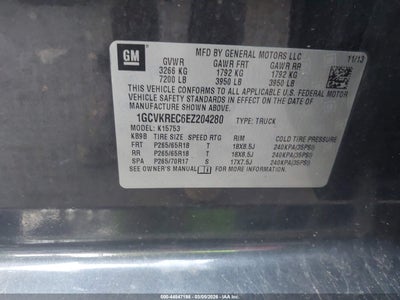 GM
MFD BY GENERAL MOTORS LLC
11/13
GVWR GAWR FRT GAWR RR
3266 KG 1792 KG 1792 KG
7200 LB 3950 LB 3950 LB
THIS VEHICLE CONFORMS TO ALL APPLICABLE U.S. FEDERAL MOTOR
VEHICLE SAFETY STANDARDS IN EFFECT ON THE DATE OF
MANUFACTURE SHOWN ABOVE.
1GCVKREC6EZ204280 TYPE: TRUCK
MODEL: K15753
TIRE SIZE SPEED RTG RIM COLD TIRE PRESSURE
FRT P265/65R18 T 18X8.5J 240KPA(35PSI)
RR P265/65R18 T 18X8.5J 240KPA(35PSI)
SPA P265/70R17 S 17X7.5J 240KPA(35PSI)
SEE OWNER'S MANUAL FOR MORE INFORMATION.